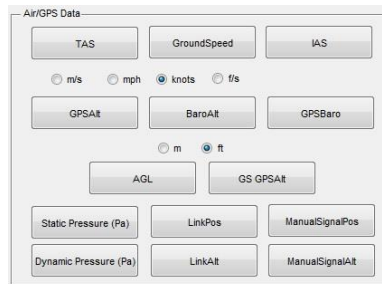 Air/GPS Data
TAS GroundSpeed IAS
m/s mph knots f/s
GPSAlt BaroAlt GPSBaro
m ft
AGL GS GPSAlt
Static Pressure (Pa) LinkPos ManualSignalPos
Dynamic Pressure (Pa) LinkAlt ManualSignalAlt